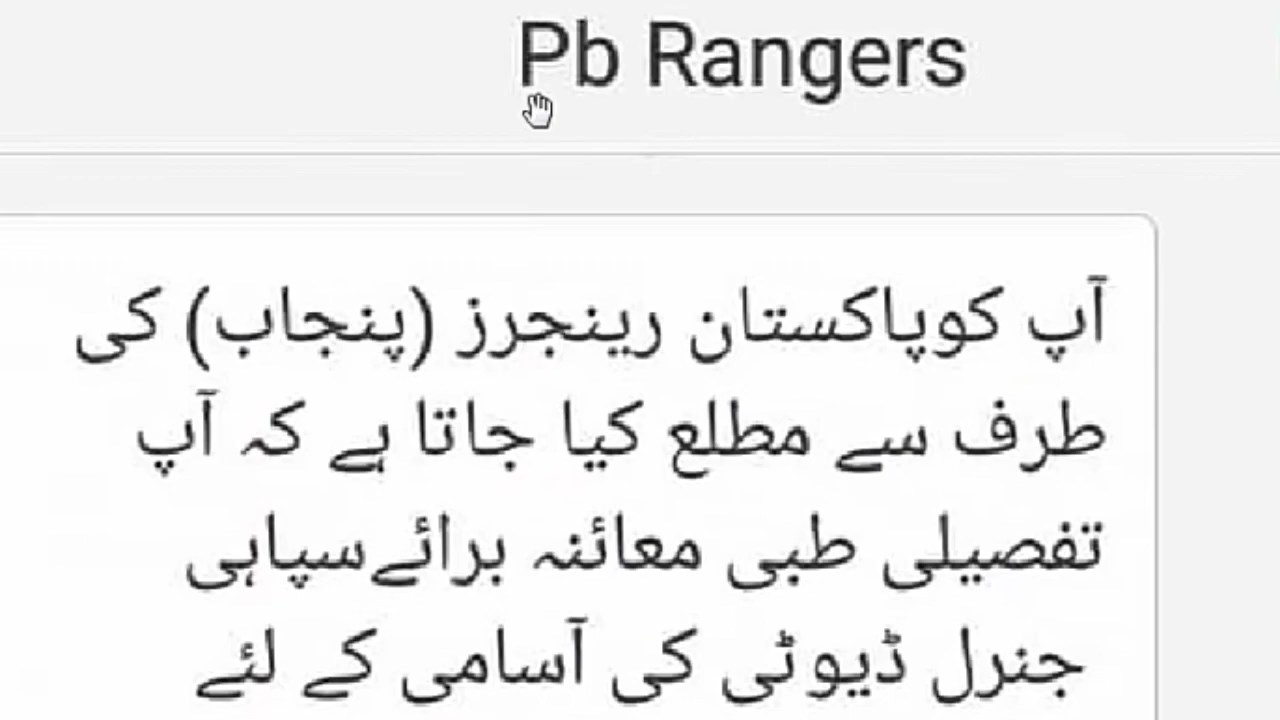 Pb Rangers
آپ کوپاکستان رینجرز (پنجاب) کی
طرف سے مطلع کیا جاتا ہے کہ آپ
تفصیلی طبی معائنہ برائےسپاہی
جنرل ڈیوٹی کی آسامی کے لئے